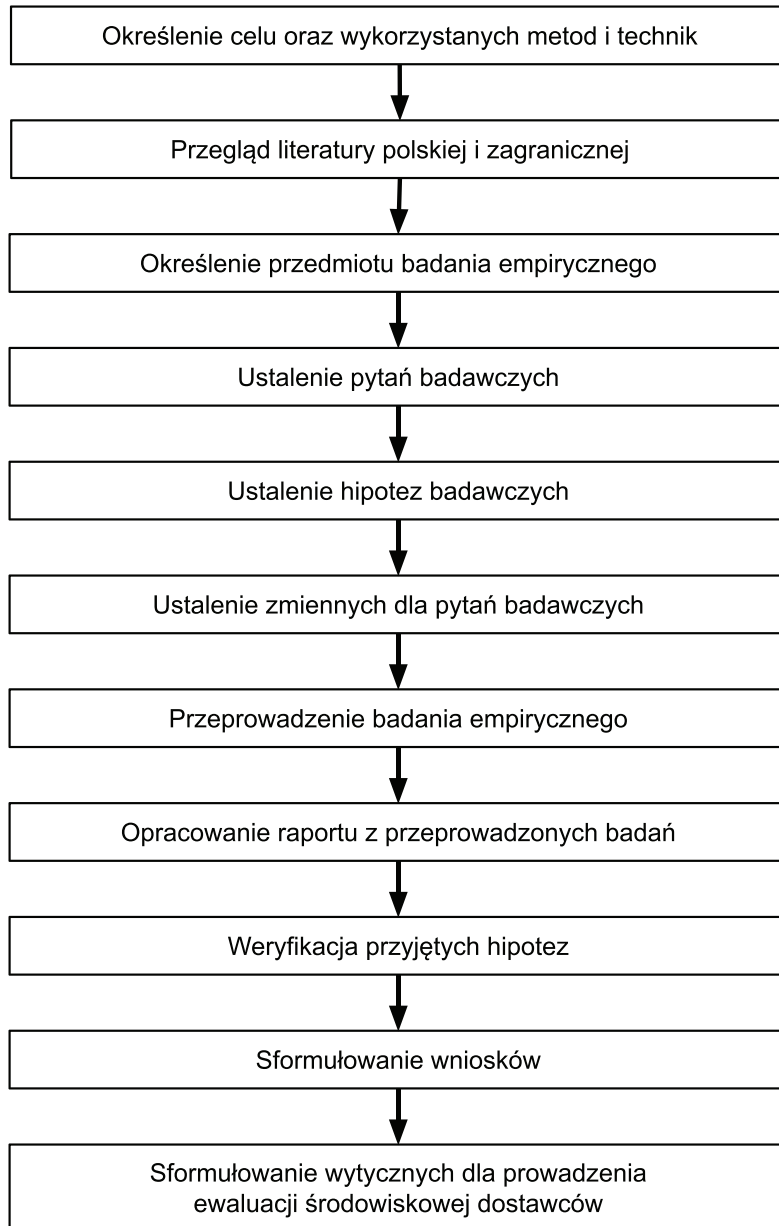 Określenie celu oraz wykorzystanych metod i technik
Przegląd literatury polskiej i zagranicznej
Określenie przedmiotu badania empirycznego
Ustalenie pytań badawczych
Ustalenie hipotez badawczych
Ustalenie zmiennych dla pytań badawczych
Przeprowadzenie badania empirycznego
Opracowanie raportu z przeprowadzonych badań
Weryfikacja przyjętych hipotez
Sformułowanie wniosków
Sformułowanie wytycznych dla prowadzenia
ewaluacji środowiskowej dostawców